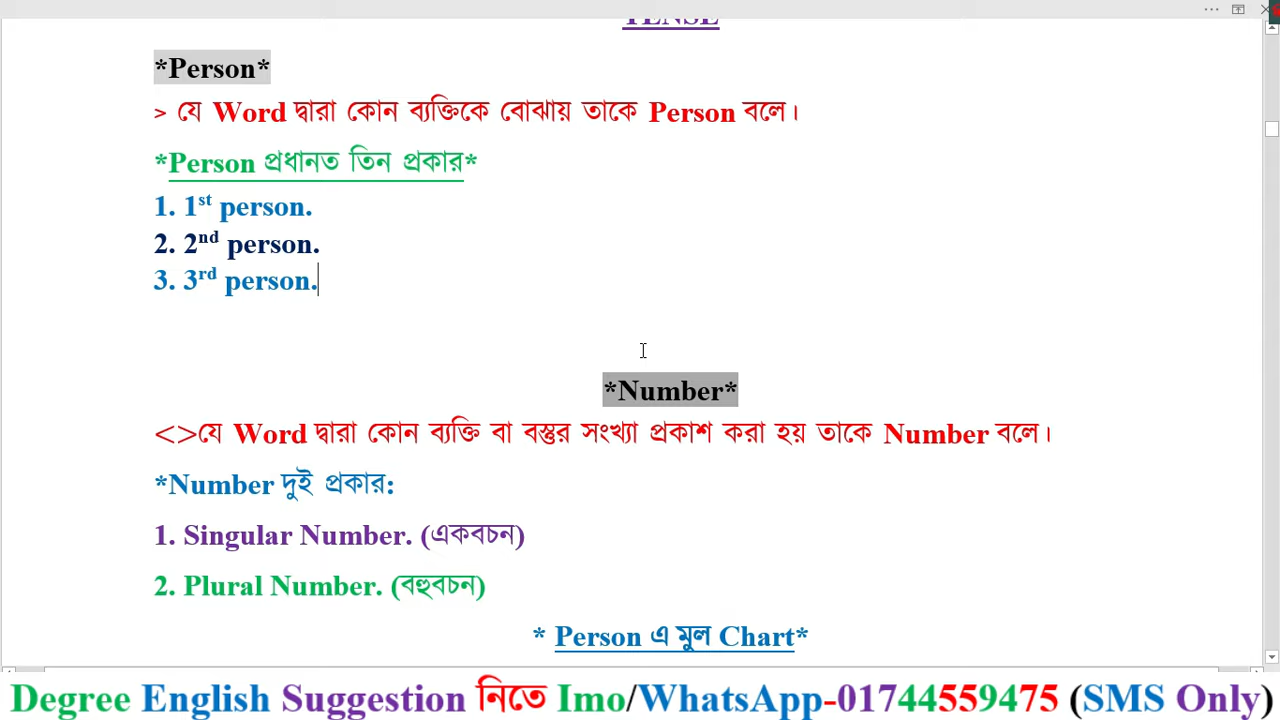 TENSE
*Person*
> যে Word দ্বারা কোন ব্যক্তিকে বোঝায় তাকে Person বলে।
*Person প্রধানত তিন প্রকার*
1. 1st person.
2. 2nd person.
3. 3rd person.
*Number*
<>যে Word দ্বারা কোন ব্যক্তি বা বস্তুর সংখ্যা প্রকাশ করা হয় তাকে Number বলে।
*Number দুই প্রকার:
1. Singular Number. (একবচন)
2. Plural Number. (বহুবচন)
* Person এ মুল Chart*
Degree English Suggestion নিতে Imo/WhatsApp-01744559475 (SMS Only)